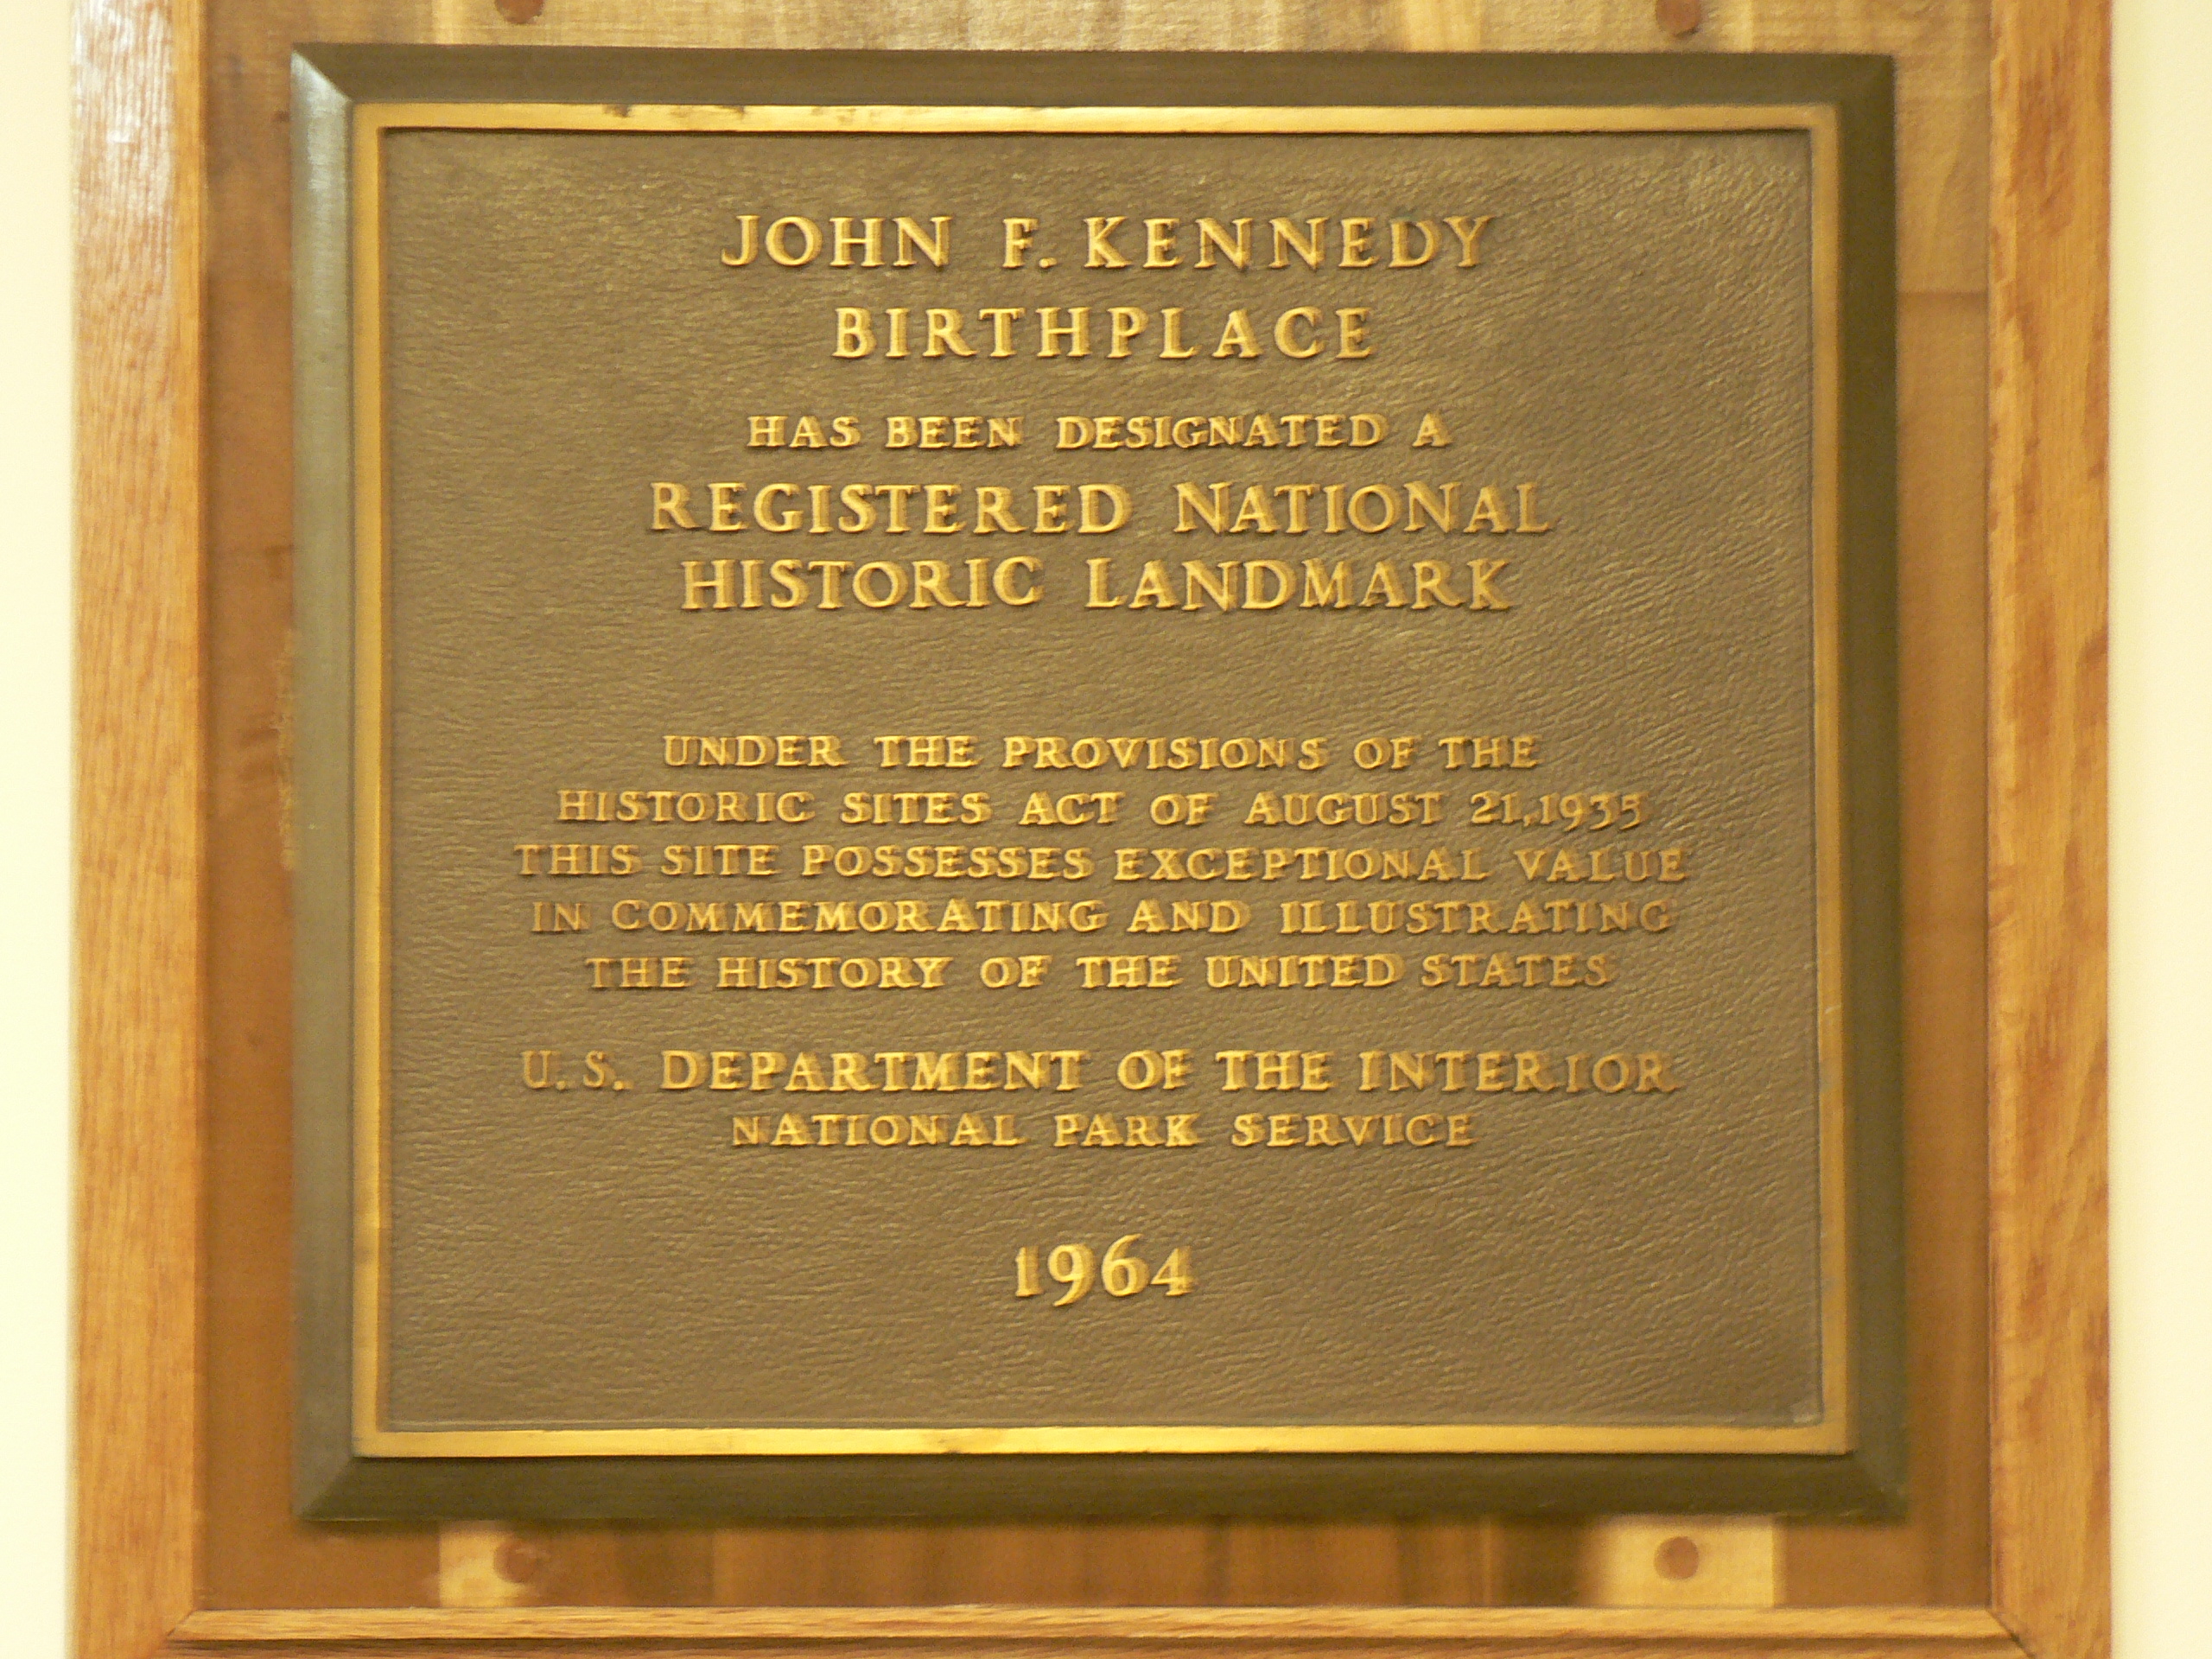 JOHN F. KENNEDY
BIRTHPLACE
HAS BEEN DESIGNATED A
REGISTERED NATIONAL
HISTORIC LANDMARK
UNDER THE PROVISIONS OF THE
HISTORIC SITES ACT OF AUGUST 21, 1935
THIS SITE POSSESSES EXCEPTIONAL VALUE
IN COMMEMORATING AND ILLUSTRATING
THE HISTORY OF THE UNITED STATES
U.S. DEPARTMENT OF THE INTERIOR
NATIONAL PARK SERVICE
1964